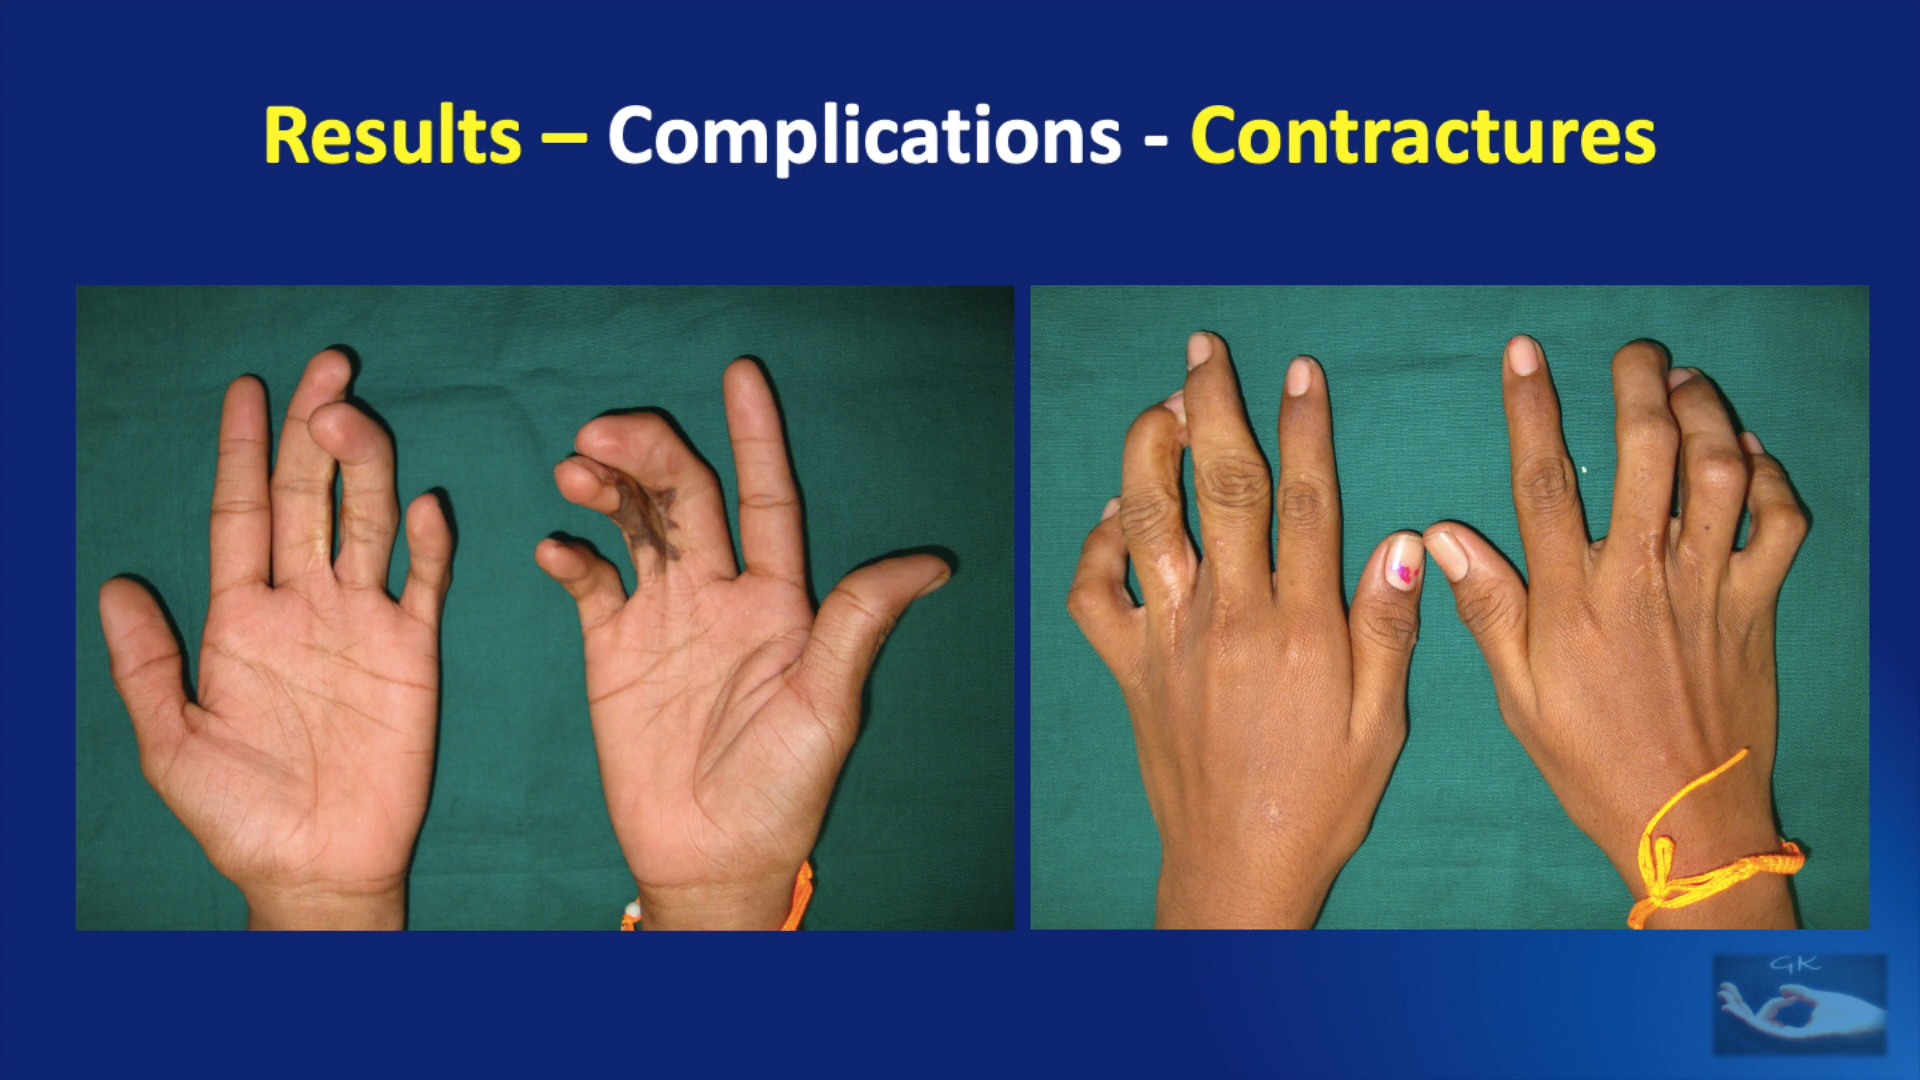 Results – Complications - Contractures
GK